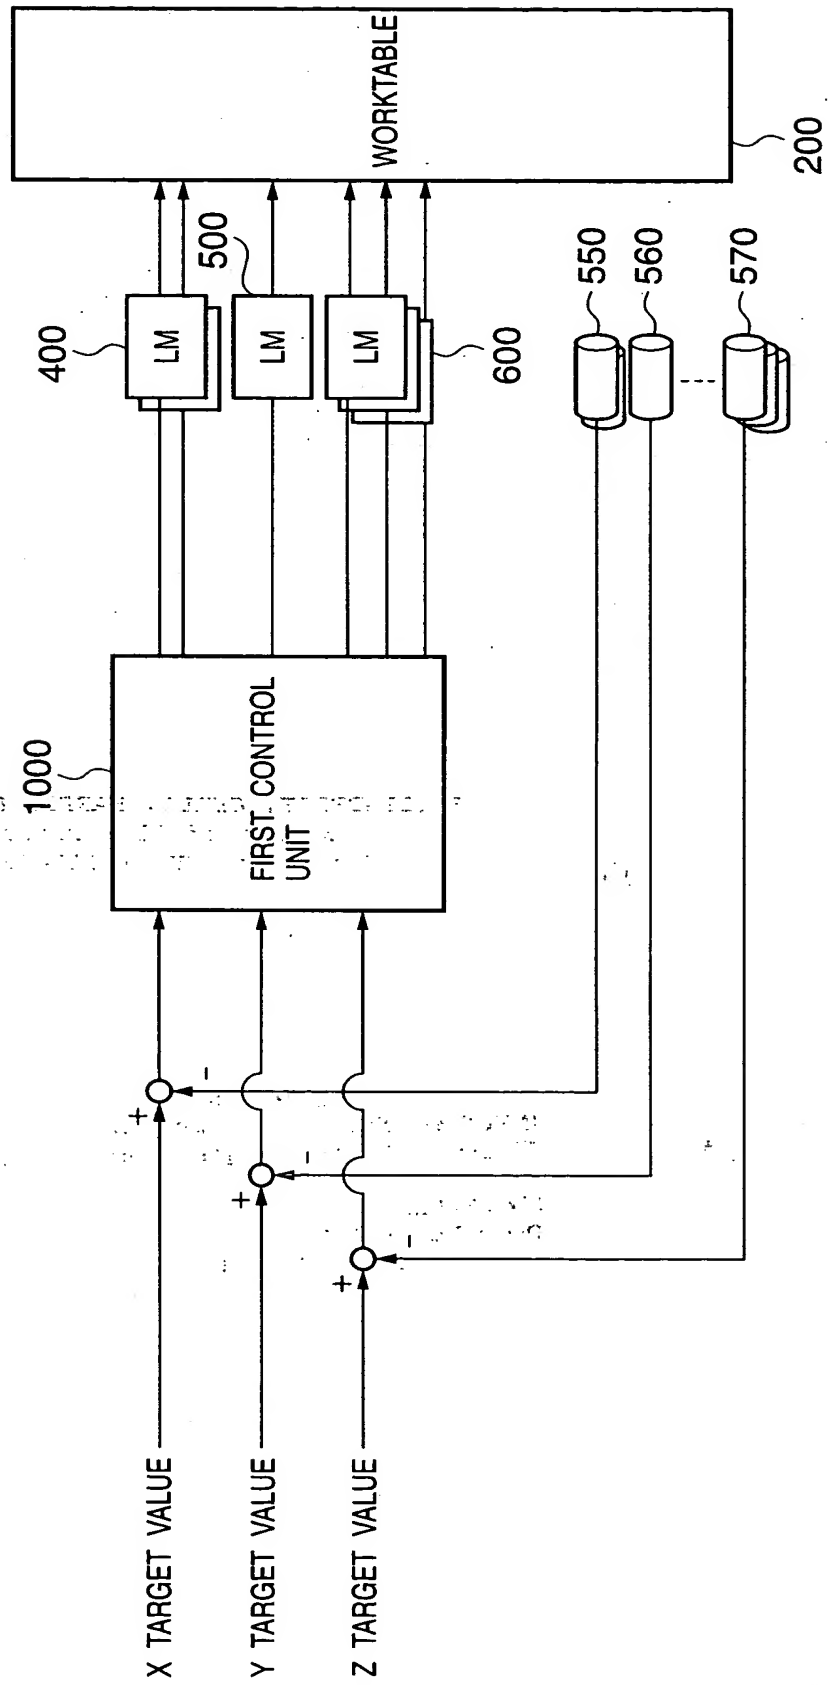 X TARGET VALUE
Y TARGET VALUE
Z TARGET VALUE
+
-
+
-
+
-
1000
FIRST CONTROL
UNIT
400
LM
500
LM
LM
600
WORKTABLE
200
550
560
570